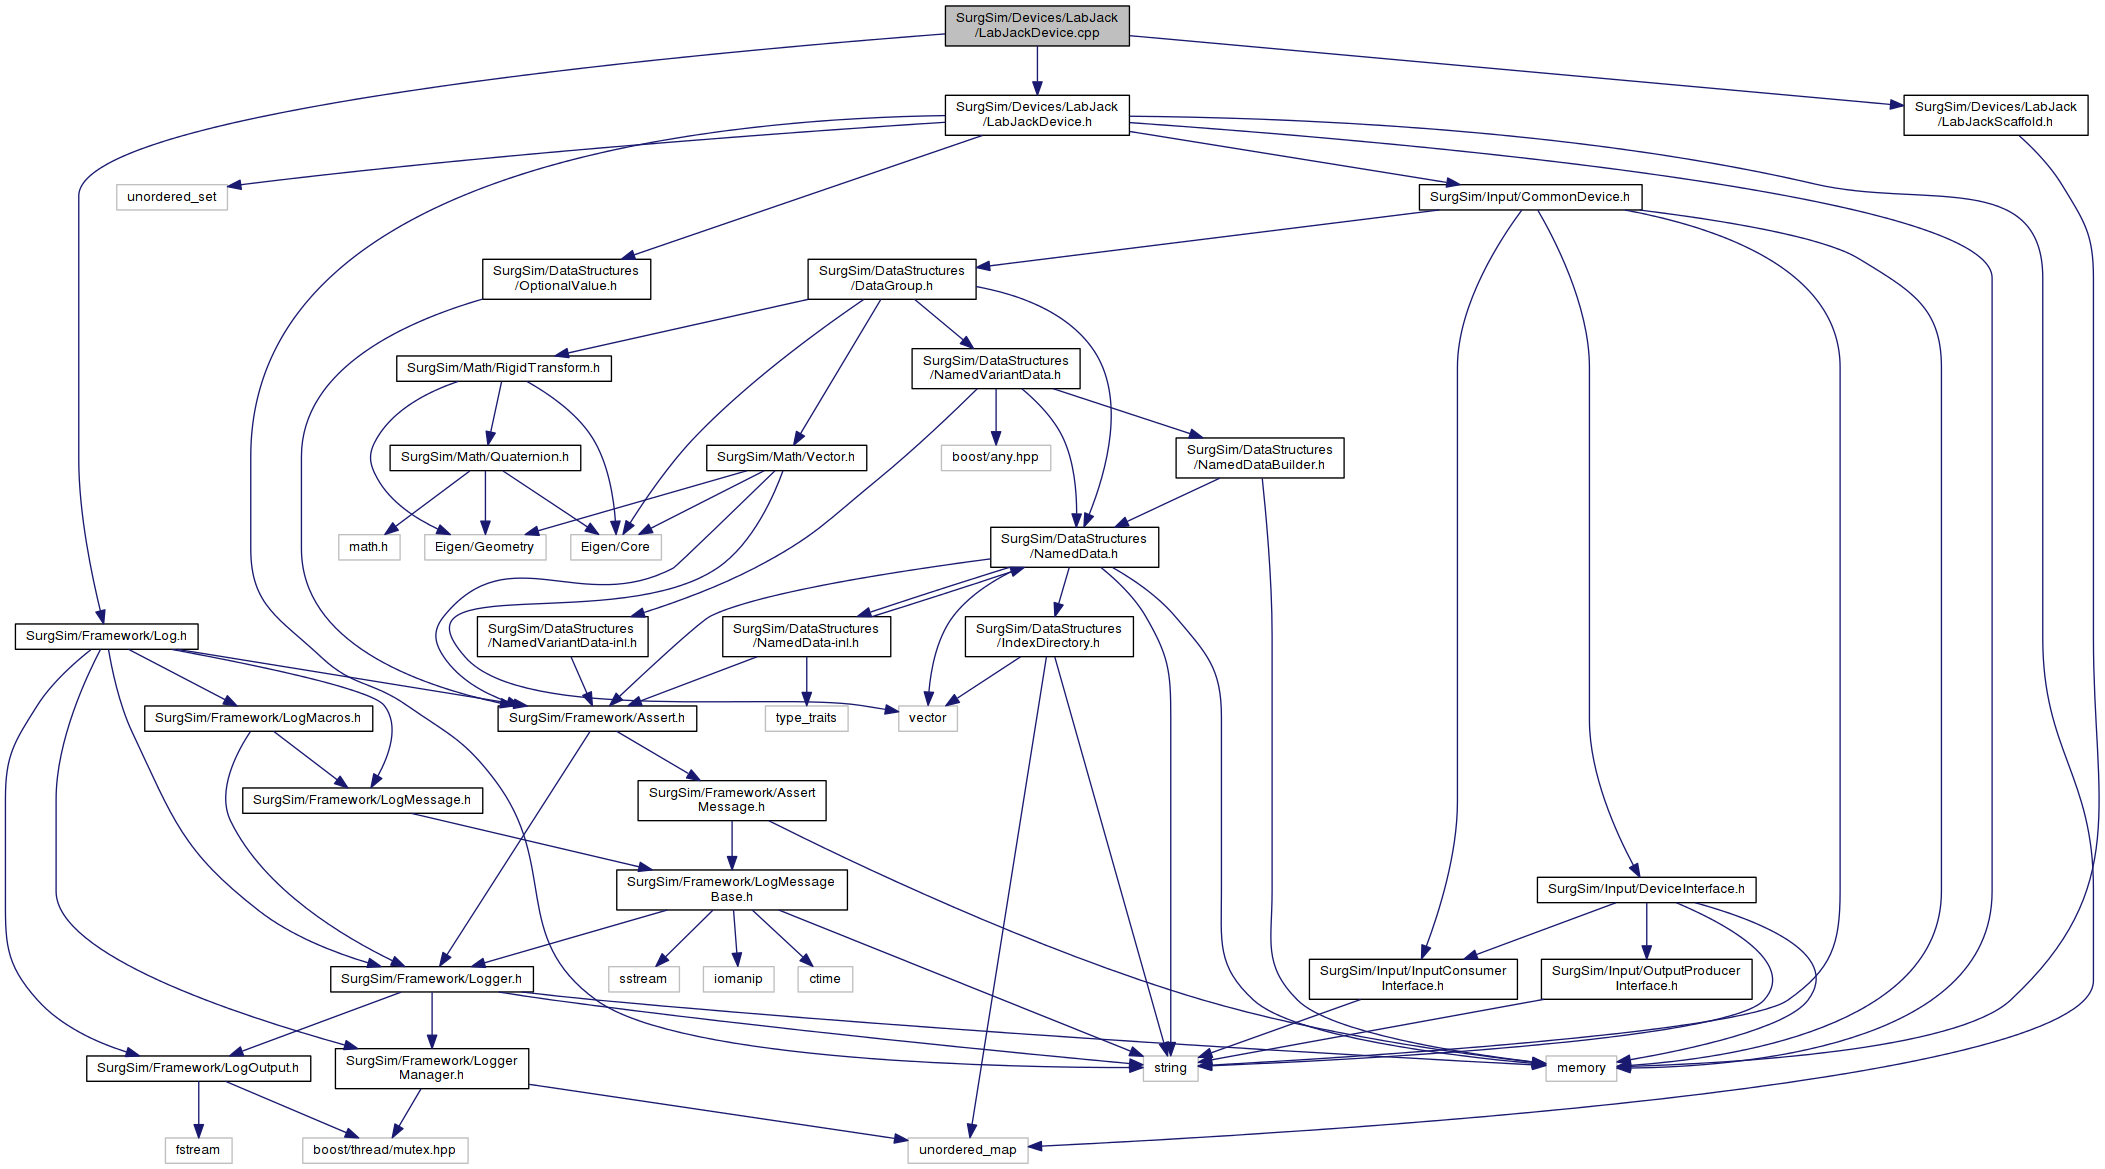 SurgSim/Devices/LabJack
/LabJackDevice.cpp
SurgSim/Devices/LabJack
/LabJackDevice.h
SurgSim/Devices/LabJack
/LabJackScaffold.h
unordered_set
SurgSim/Input/CommonDevice.h
SurgSim/DataStructures
/OptionalValue.h
SurgSim/DataStructures
/DataGroup.h
SurgSim/Math/RigidTransform.h
SurgSim/DataStructures
/NamedVariantData.h
SurgSim/Math/Quaternion.h
SurgSim/Math/Vector.h
boost/any.hpp
SurgSim/DataStructures
/NamedDataBuilder.h
math.h
Eigen/Geometry
Eigen/Core
SurgSim/DataStructures
/NamedData.h
SurgSim/Framework/Log.h
SurgSim/DataStructures
/NamedVariantData-inl.h
SurgSim/DataStructures
/NamedData-inl.h
SurgSim/DataStructures
/IndexDirectory.h
SurgSim/Framework/LogMacros.h
SurgSim/Framework/Assert.h
type_traits
vector
SurgSim/Framework/LogMessage.h
SurgSim/Framework/Assert
Message.h
SurgSim/Framework/LogMessage
Base.h
SurgSim/Input/DeviceInterface.h
SurgSim/Framework/Logger.h
sstream
iomanip
ctime
SurgSim/Input/InputConsumer
Interface.h
SurgSim/Input/OutputProducer
Interface.h
SurgSim/Framework/LogOutput.h
SurgSim/Framework/Logger
Manager.h
string
memory
fstream
boost/thread/mutex.hpp
unordered_map